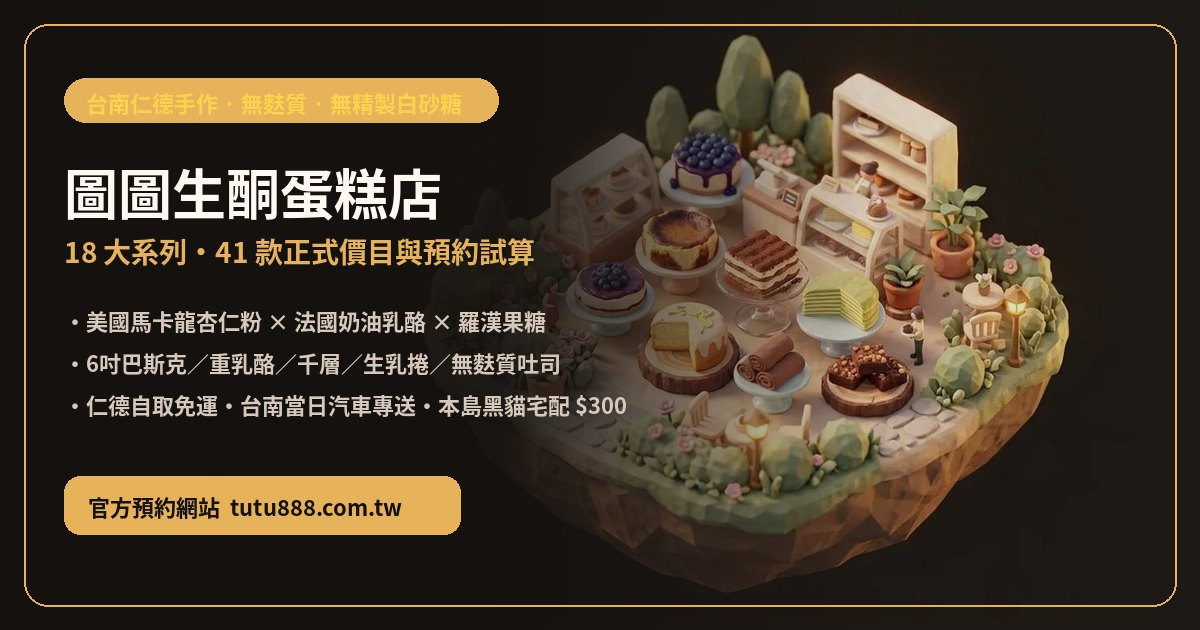 台南仁德手作 · 無麩質 · 無精製白砂糖
圖圖生酮蛋糕店
18 大系列・41 款正式價目與預約試算
・美國馬卡龍杏仁粉 × 法國奶油乳酪 × 羅漢果糖
・6吋巴斯克／重乳酪／千層／生乳捲／無麩質吐司
・仁德自取免運・台南當日汽車專送・本島黑貓宅配 $300
官方預約網站 tutu888.com.tw